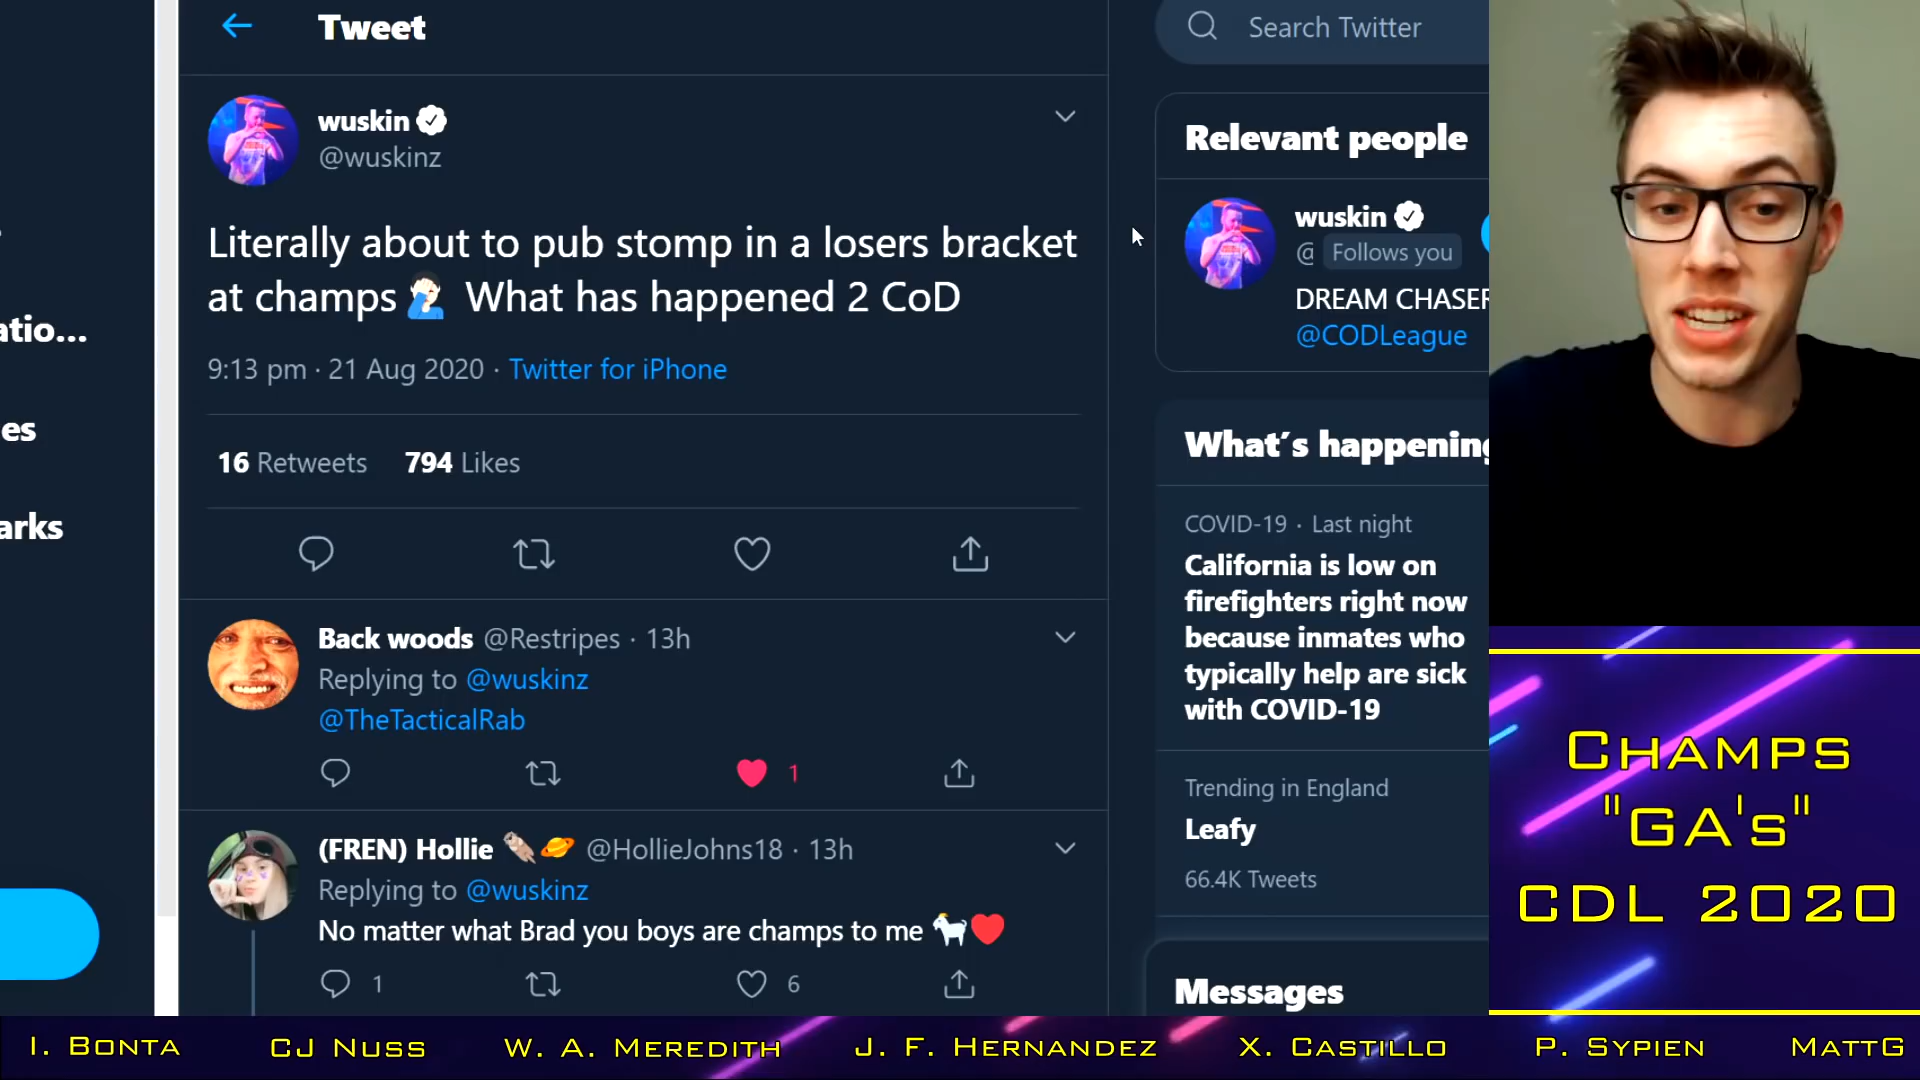 Tweet
wuskin
@wuskinz
Literally about to pub stomp in a losers bracket
at champs What has happened 2 CoD
9:13 pm · 21 Aug 2020 · Twitter for iPhone
16 Retweets 794 Likes
Back woods @Restripes · 13h
Replying to @wuskinz
@TheTacticalRab
1
(FREN) Hollie @HollieJohns18 · 13h
Replying to @wuskinz
No matter what Brad you boys are champs to me
1 6
atio...
es
arks
Search Twitter
Relevant people
wuskin
@ Follows you
DREAM CHASER
@CODLeague
What's happening
COVID-19 · Last night
California is low on
firefighters right now
because inmates who
typically help are sick
with COVID-19
Trending in England
Leafy
66.4K Tweets
Messages
CHAMPS
"GA's"
CDL 2020
I. BONTA CJ NUSS W. A. MEREDITH J. F. HERNANDEZ X. CASTILLO P. SYPIEN MATTG